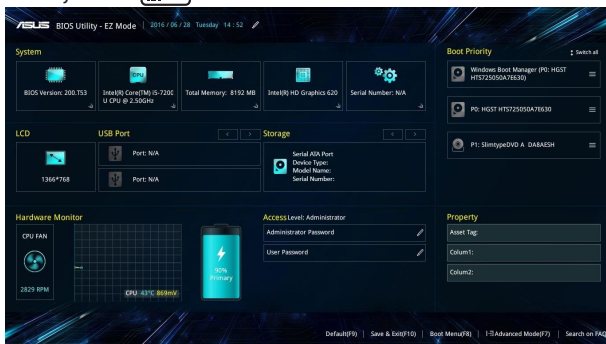 ASUS BIOS Utility - EZ Mode | 2016/06/28 Tuesday 14:52
System
CPU
BIOS Version: 200.T53
Intel(R) Core(TM) i5-7200
U CPU @ 2.50GHz
Total Memory: 8192 MB
Intel(R) HD Graphics 620
Serial Number: N/A
Boot Priority
Switch all
Windows Boot Manager (P0: HGST
HTS725050A7E630)
P0: HGST HTS725050A7E630
P1: SlimtypeDVD A DA8AESH
LCD
1366*768
USB Port
Port: N/A
Port: N/A
Storage
Serial ATA Port
Device Type:
Model Name:
Serial Number:
Hardware Monitor
CPU FAN
2829 RPM
CPU 43°C 869mV
90%
Primary
Access Level: Administrator
Administrator Password
User Password
Property
Asset Tag:
Colum1:
Colum2:
Default(F9) | Save & Exit(F10) | Boot Menu(F8) | Advanced Mode(F7) | Search on FAQ